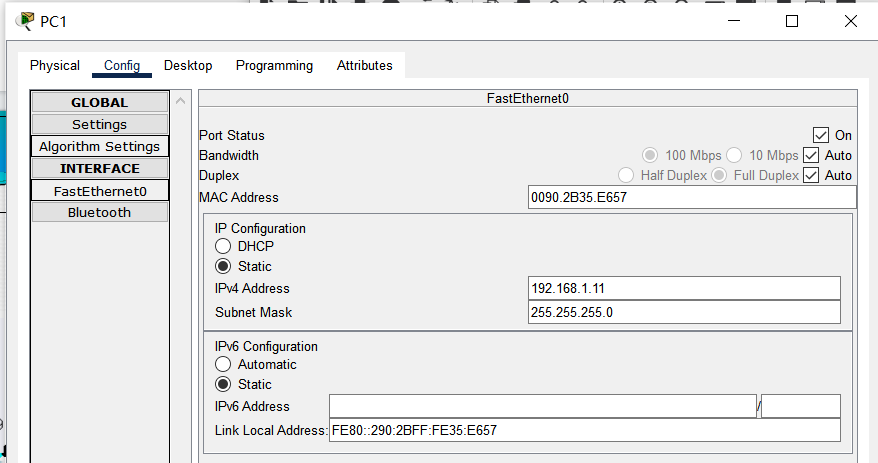 PC1
Physical Config Desktop Programming Attributes
GLOBAL
Settings
Algorithm Settings
INTERFACE
FastEthernet0
Bluetooth
FastEthernet0
Port Status On
Bandwidth 100 Mbps 10 Mbps Auto
Duplex Half Duplex Full Duplex Auto
MAC Address 0090.2B35.E657
IP Configuration
DHCP
Static
IPv4 Address 192.168.1.11
Subnet Mask 255.255.255.0
IPv6 Configuration
Automatic
Static
IPv6 Address /
Link Local Address: FE80::290:2BFF:FE35:E657